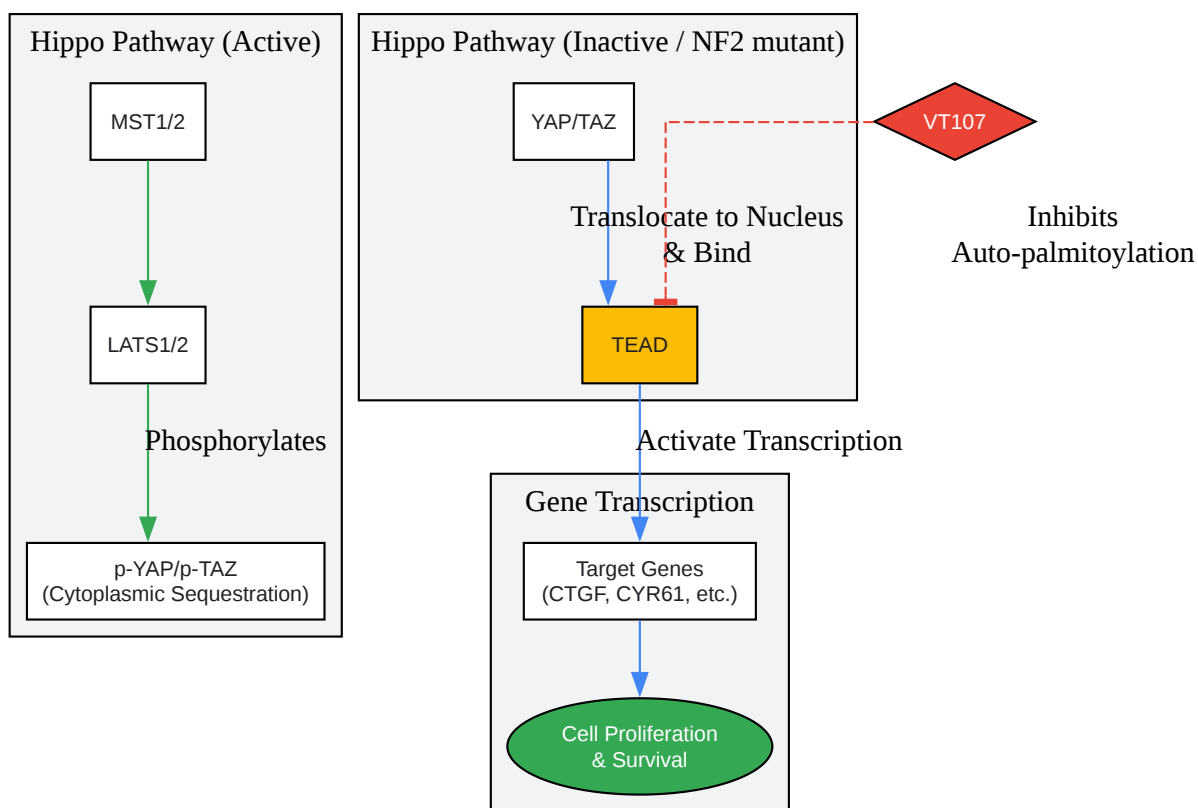 Hippo Pathway (Active)
MST1/2
LATS1/2
Phosphorylates
p-YAP/p-TAZ
(Cytoplasmic Sequestration)
Hippo Pathway (Inactive / NF2 mutant)
YAP/TAZ
Translocate to Nucleus
& Bind
TEAD
VT107
Inhibits
Auto-palmitoylation
Activate Transcription
Gene Transcription
Target Genes
(CTGF, CYR61, etc.)
Cell Proliferation
& Survival